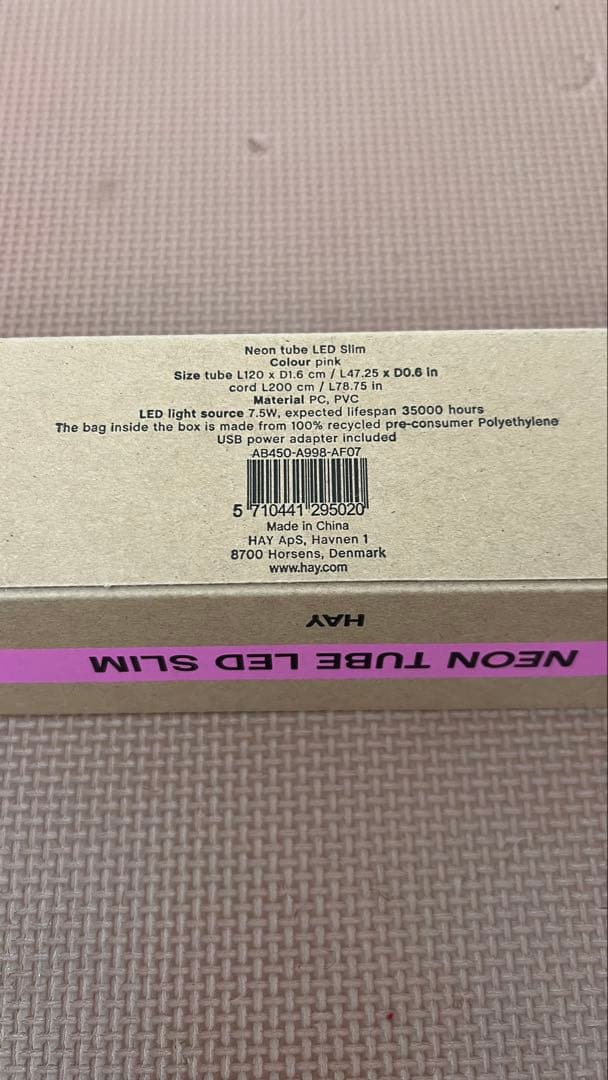 Neon tube LED Slim
Colour pink
Size tube L120 x D1.6 cm / L47.25 x D0.6 in
cord L200 cm / L78.75 in
Material PC, PVC
LED light source 7.5W, expected lifespan 35000 hours
The bag inside the box is made from 100% recycled pre-consumer Polyethylene
USB power adapter included
AB450-A998-AF07
5 710441 295020
Made in China
HAY ApS, Havnen 1
8700 Horsens, Denmark
www.hay.com
HAY
NEON TUBE LED SLIM